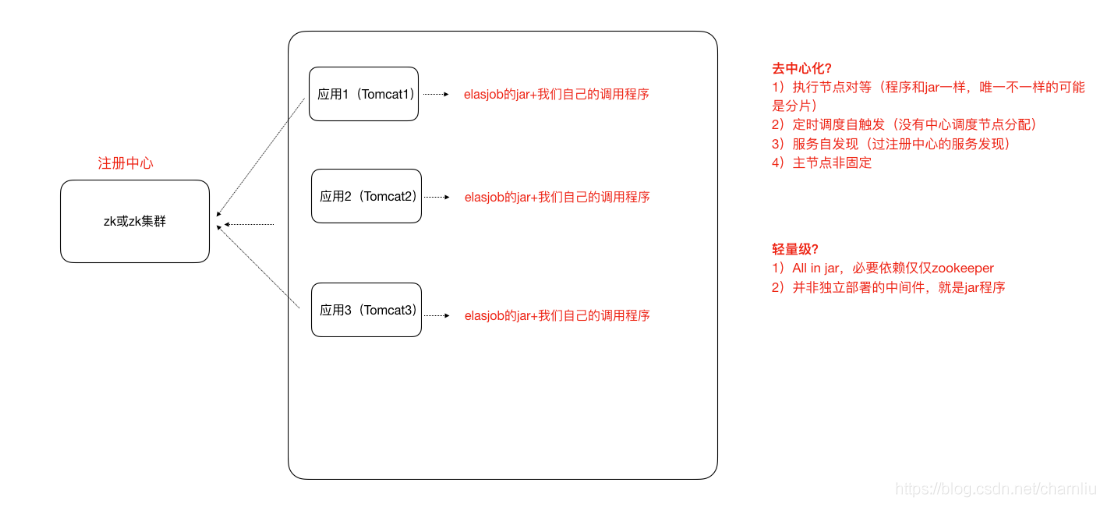 注册中心
zk或zk集群
应用1（Tomcat1）
elasjob的jar+我们自己的调用程序
应用2（Tomcat2）
elasjob的jar+我们自己的调用程序
应用3（Tomcat3）
elasjob的jar+我们自己的调用程序
去中心化?
1）执行节点对等（程序和jar一样，唯一不一样的可能
是分片）
2）定时调度自触发（没有中心调度节点分配）
3）服务自发现（过注册中心的服务发现）
4）主节点非固定
轻量级?
1）All in jar，必要依赖仅仅zookeeper
2）并非独立部署的中间件，就是jar程序
https://blog.csdn.net/chamliu